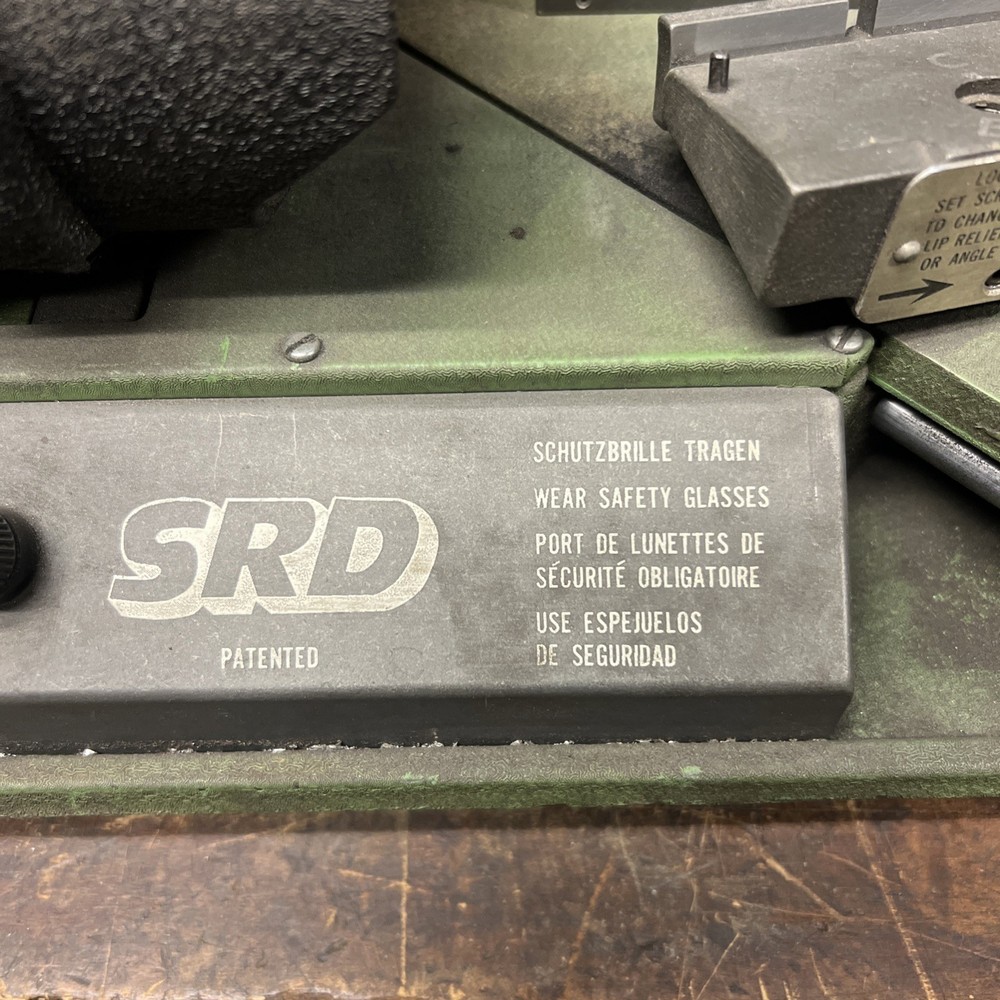 SET
TO CHANG
LIP RELIE
OR ANGLE
SRD
PATENTED
SCHUTZBRILLE TRAGEN
WEAR SAFETY GLASSES
PORT DE LUNETTES DE
SÉCURITÉ OBLIGATOIRE
USE ESPEJUELOS
DE SEGURIDAD